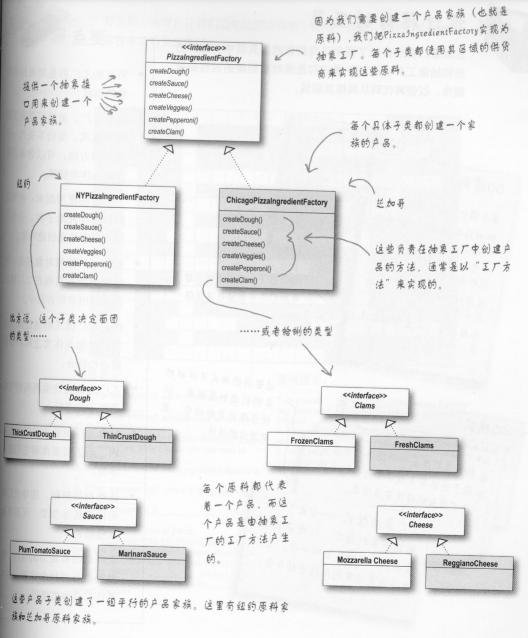 因为我们需要创建一个产品家族（也就是
原料），我们把PizzaIngredientFactory实现为
抽象工厂。每个子类都使用其区域的供货
商来实现这些原料。
<<interface>>
PizzaIngredientFactory
createDough()
createSauce()
createCheese()
createVeggies()
createPepperoni()
createClam()
提供一个抽象接
口用来创建一个
产品家族。
每个具体子类都创建一个家
族的产品。
纽约
NYPizzaIngredientFactory
createDough()
createSauce()
createCheese()
createVeggies()
createPepperoni()
createClam()
ChicagoPizzaIngredientFactory
createDough()
createSauce()
createCheese()
createVeggies()
createPepperoni()
createClam()
芝加哥
这些负责在抽象工厂中创建产
品的方法，通常是以“工厂方
法”来实现的。
比方说，这个子类决定面团
的类型……
……或者蛤蜊的类型
<<interface>>
Dough
ThickCrustDough
ThinCrustDough
<<interface>>
Clams
FrozenClams
FreshClams
每个原料都代表
着一个产品，而这
个产品是由抽象工
厂的工厂方法产生
的。
<<interface>>
Sauce
PlumTomatoSauce
MarinaraSauce
<<interface>>
Cheese
Mozzarella Cheese
ReggianoCheese
这些产品子类创建了一组平行的产品家族。这里有纽约原料家
族和芝加哥原料家族。